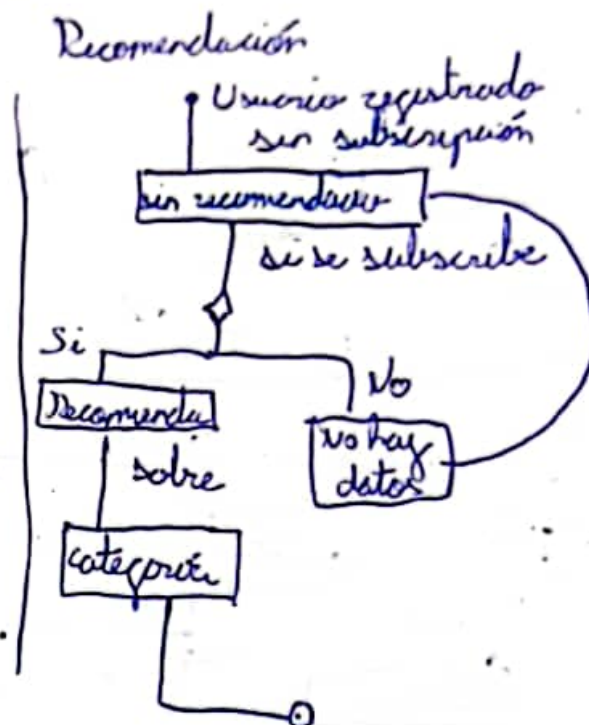 Recomendación
Usuario registrado
sin subscripción
sin recomendación
si se subscribe
Si
No
Recomienda
No hay
datos
sobre
categoría